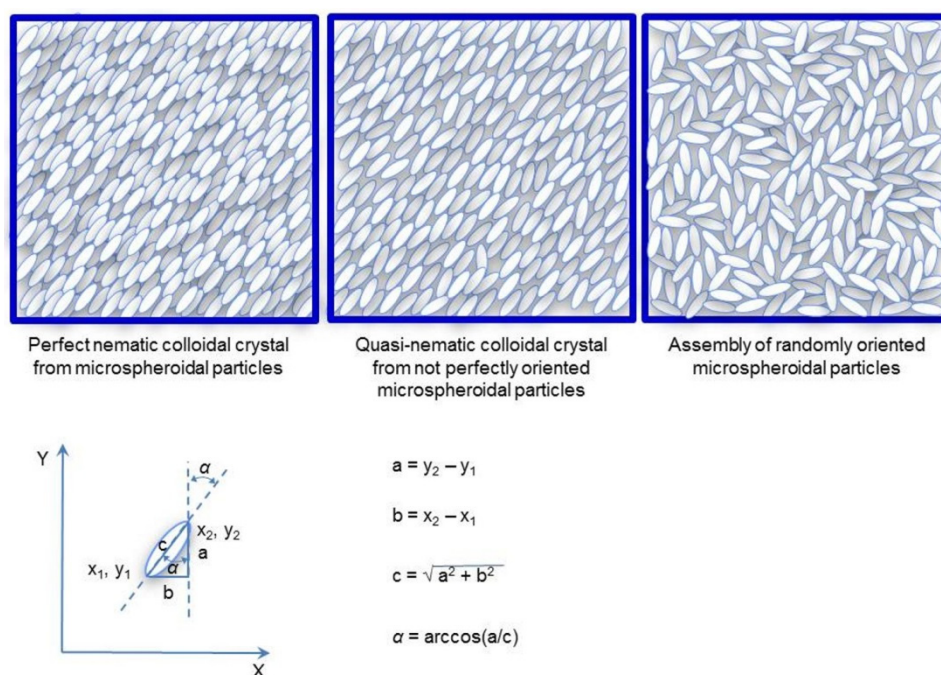 Perfect nematic colloidal crystal
from microspheroidal particles
Quasi-nematic colloidal crystal
from not perfectly oriented
microspheroidal particles
Assembly of randomly oriented
microspheroidal particles
Y
α
x₂, y₂
c
a
α
x₁, y₁
b
X
a = y₂ – y₁
b = x₂ – x₁
c = √a² + b²
α = arccos(a/c)